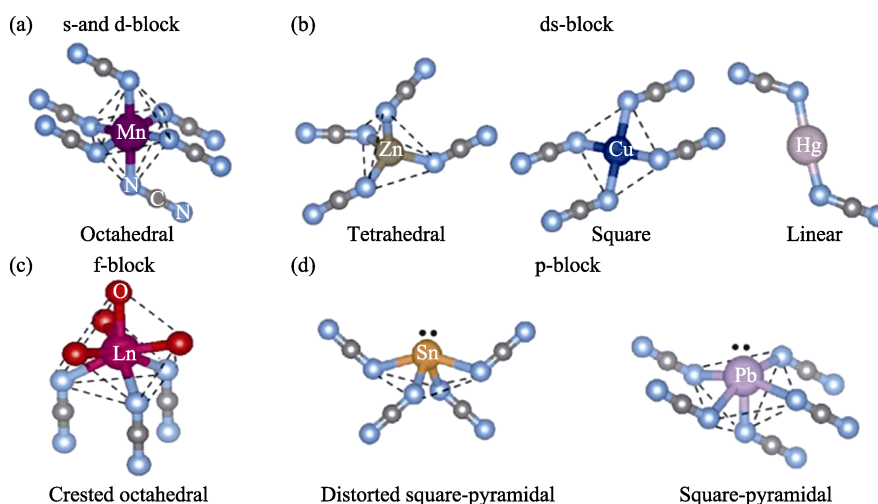 (a) s-and d-block
(b) ds-block
Mn
N
C
N
Zn
Cu
Hg
Octahedral
Tetrahedral
Square
Linear
(c) f-block
(d) p-block
O
Ln
Sn
Pb
Crested octahedral
Distorted square-pyramidal
Square-pyramidal